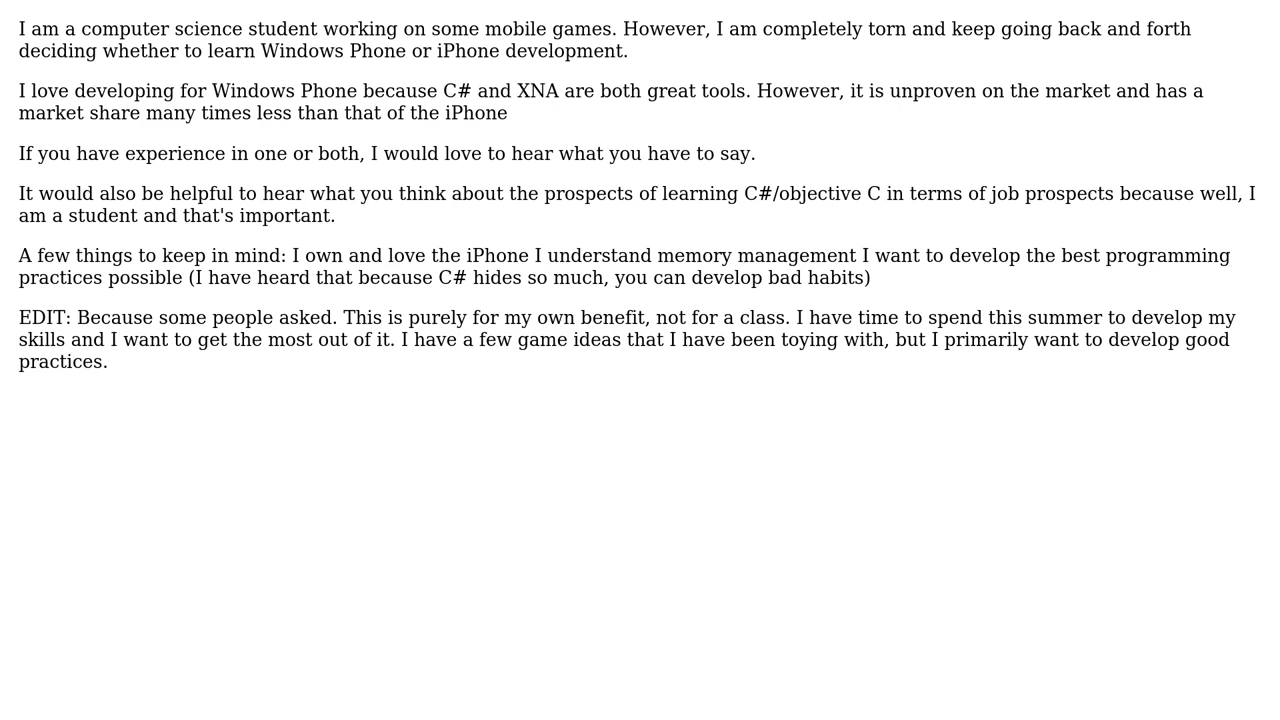 I am a computer science student working on some mobile games. However, I am completely torn and keep going back and forth
deciding whether to learn Windows Phone or iPhone development.
I love developing for Windows Phone because C# and XNA are both great tools. However, it is unproven on the market and has a
market share many times less than that of the iPhone
If you have experience in one or both, I would love to hear what you have to say.
It would also be helpful to hear what you think about the prospects of learning C#/objective C in terms of job prospects because well, I
am a student and that's important.
A few things to keep in mind: I own and love the iPhone I understand memory management I want to develop the best programming
practices possible (I have heard that because C# hides so much, you can develop bad habits)
EDIT: Because some people asked. This is purely for my own benefit, not for a class. I have time to spend this summer to develop my
skills and I want to get the most out of it. I have a few game ideas that I have been toying with, but I primarily want to develop good
practices.